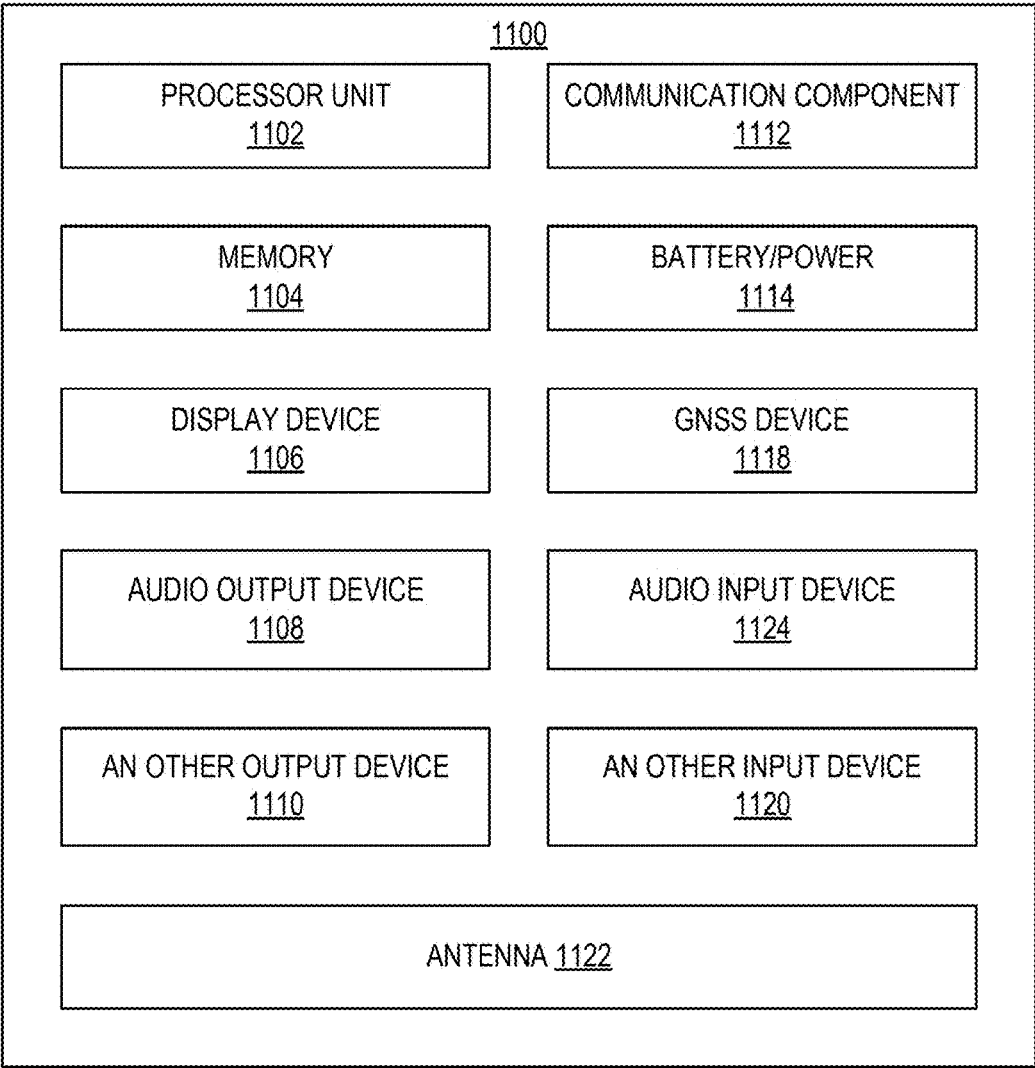 1100
PROCESSOR UNIT
1102
COMMUNICATION COMPONENT
1112
MEMORY
1104
BATTERY/POWER
1114
DISPLAY DEVICE
1106
GNSS DEVICE
1118
AUDIO OUTPUT DEVICE
1108
AUDIO INPUT DEVICE
1124
AN OTHER OUTPUT DEVICE
1110
AN OTHER INPUT DEVICE
1120
ANTENNA 1122